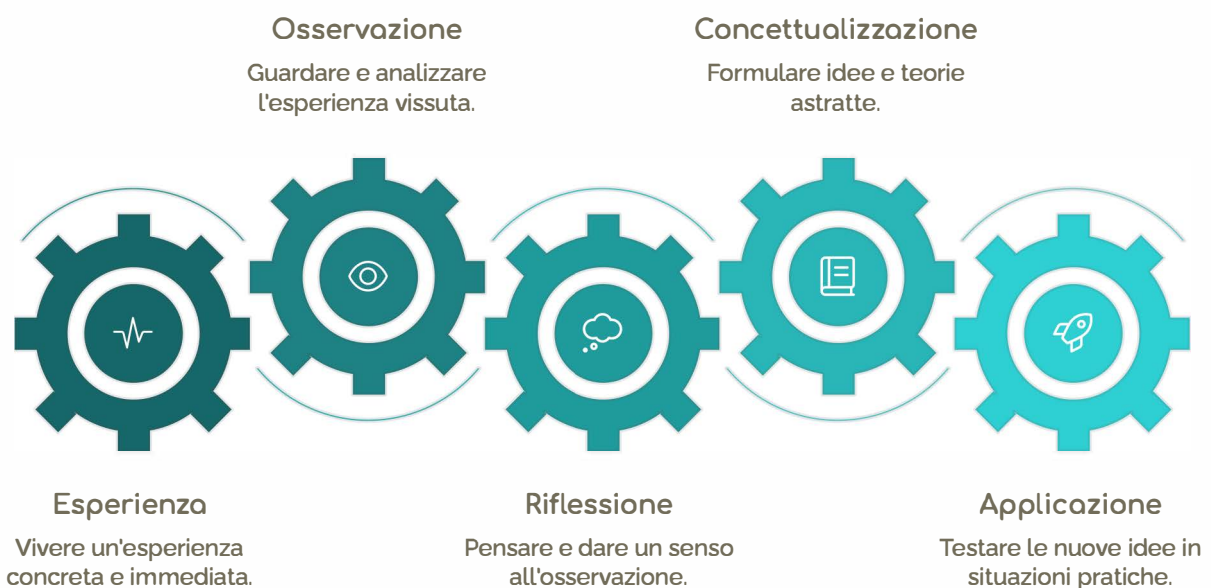 Osservazione
Guardare e analizzare
l'esperienza vissuta.
Concettualizzazione
Formulare idee e teorie
astratte.
Esperienza
Vivere un'esperienza
concreta e immediata.
Riflessione
Pensare e dare un senso
all'osservazione.
Applicazione
Testare le nuove idee in
situazioni pratiche.